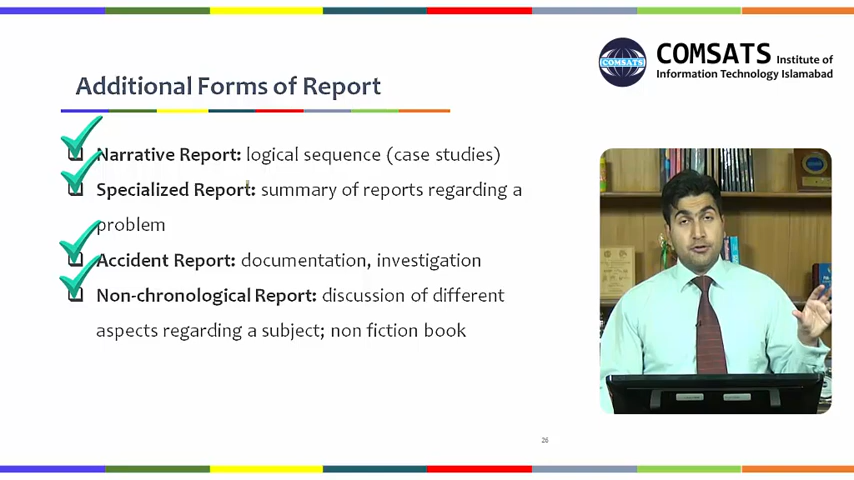 COMSATS Institute of
Information Technology Islamabad
COMSATS
Additional Forms of Report
Narrative Report: logical sequence (case studies)
Specialized Report: summary of reports regarding a
problem
Accident Report: documentation, investigation
Non-chronological Report: discussion of different
aspects regarding a subject; non fiction book
26